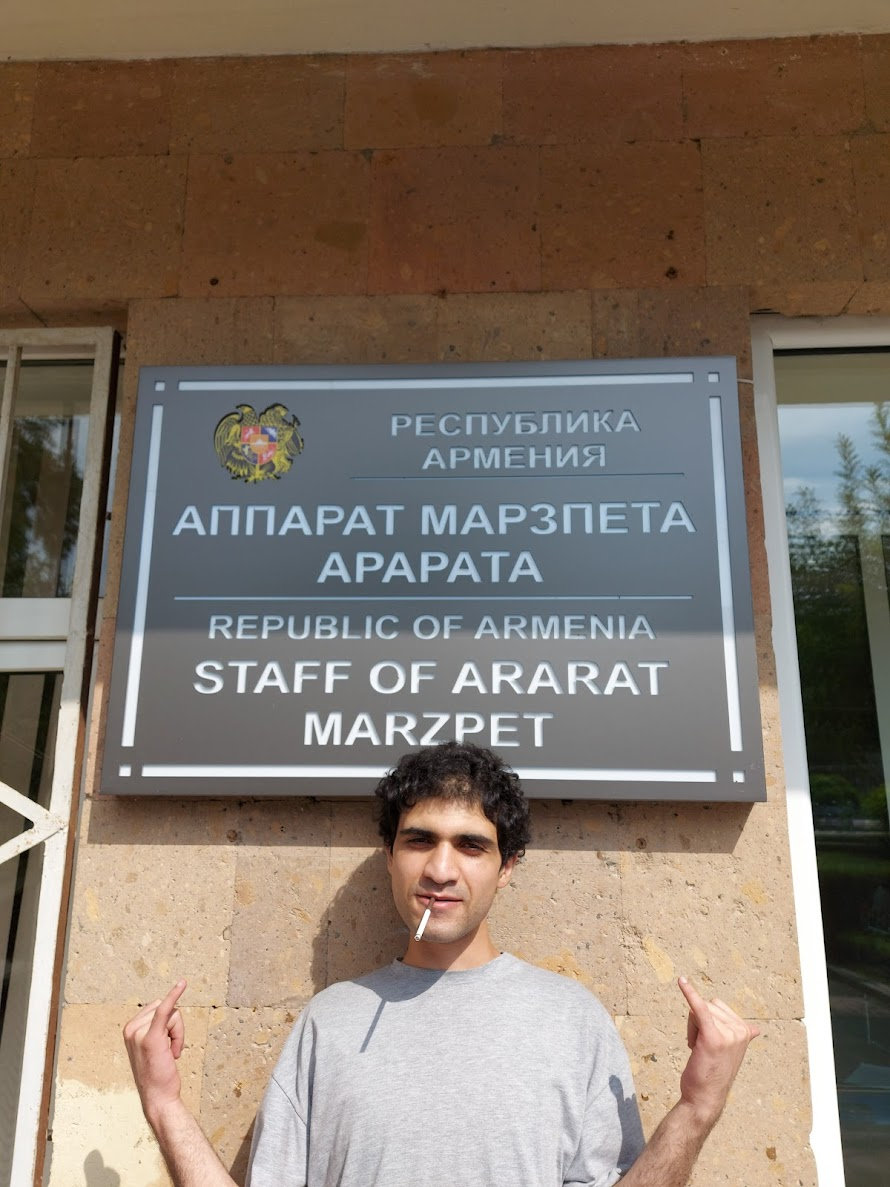 РЕСПУБЛИКА
АРМЕНИЯ
АППАРАТ МАРЗПЕТА
АРАРАТА
REPUBLIC OF ARMENIA
STAFF OF ARARAT
MARZPET